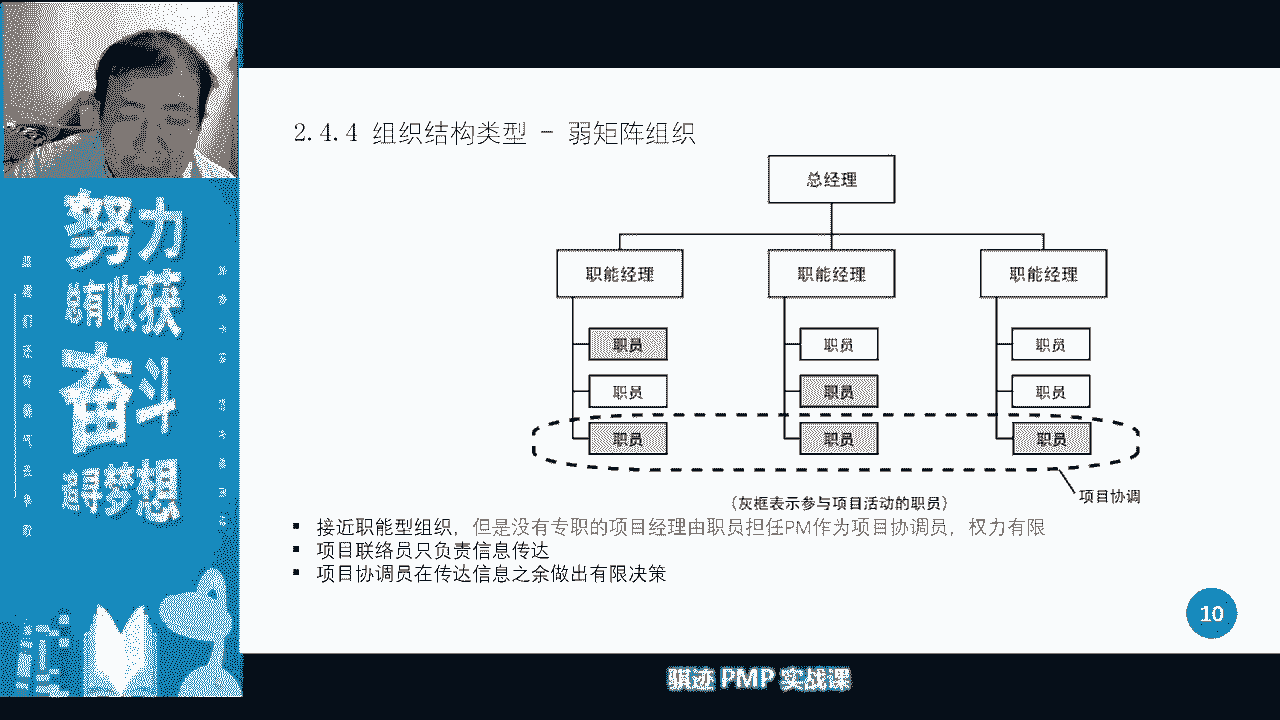 努力
总有收获
奋斗
追寻梦想
2.4.4 组织结构类型 - 弱矩阵组织
总经理
职能经理
职能经理
职能经理
职员
职员
职员
职员
职员
职员
职员
职员
职员
项目协调
(灰框表示参与项目活动的职员)
▪ 接近职能型组织，但是没有专职的项目经理由职员担任PM作为项目协调员，权力有限
▪ 项目联络员只负责信息传达
▪ 项目协调员在传达信息之余做出有限决策
10
骐迹 PMP 实战课